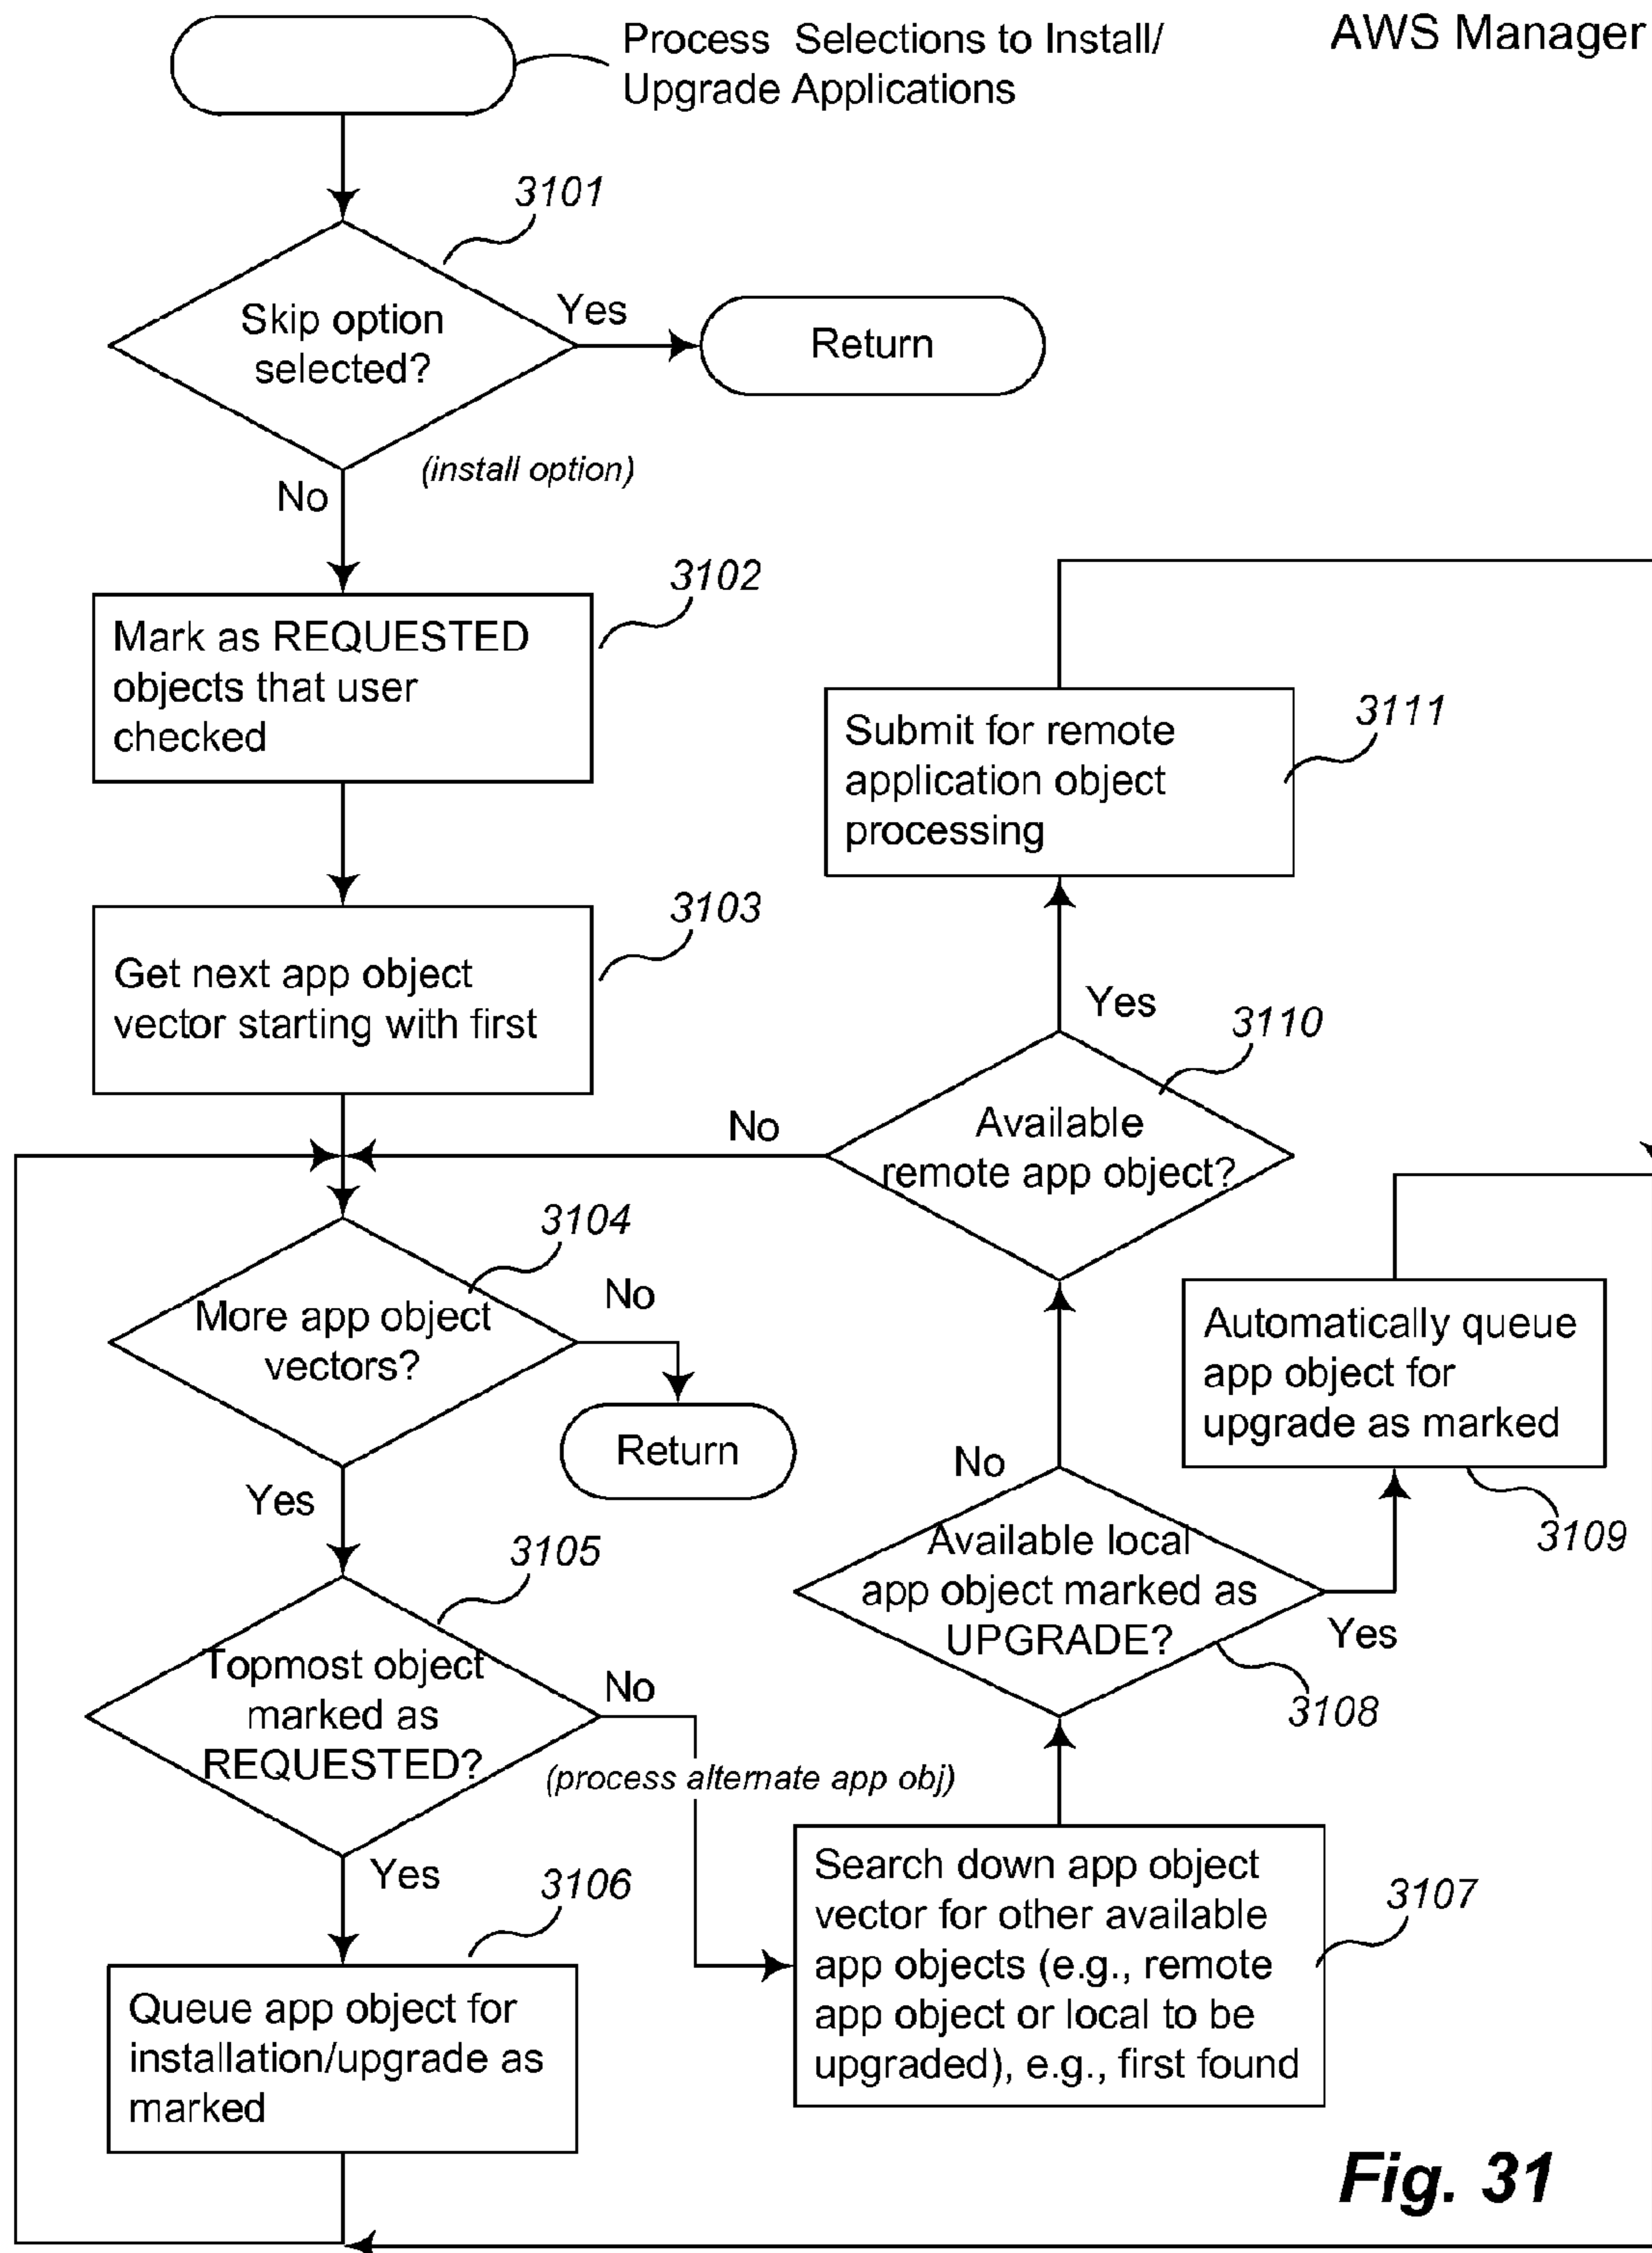 Process Selections to Install/
Upgrade Applications
AWS Manager
3101
Skip option
selected?
Yes
Return
(install option)
No
3102
Mark as REQUESTED
objects that user
checked
3103
Get next app object
vector starting with first
3104
More app object
vectors?
No
Return
Yes
3105
Topmost object
marked as
REQUESTED?
No
(process alternate app obj)
Yes
3106
Queue app object for
installation/upgrade as
marked
3107
Search down app object
vector for other available
app objects (e.g., remote
app object or local to be
upgraded), e.g., first found
3108
Available local
app object marked as
UPGRADE?
Yes
No
3109
Automatically queue
app object for
upgrade as marked
3110
Available
remote app object?
No
Yes
3111
Submit for remote
application object
processing
Fig. 31